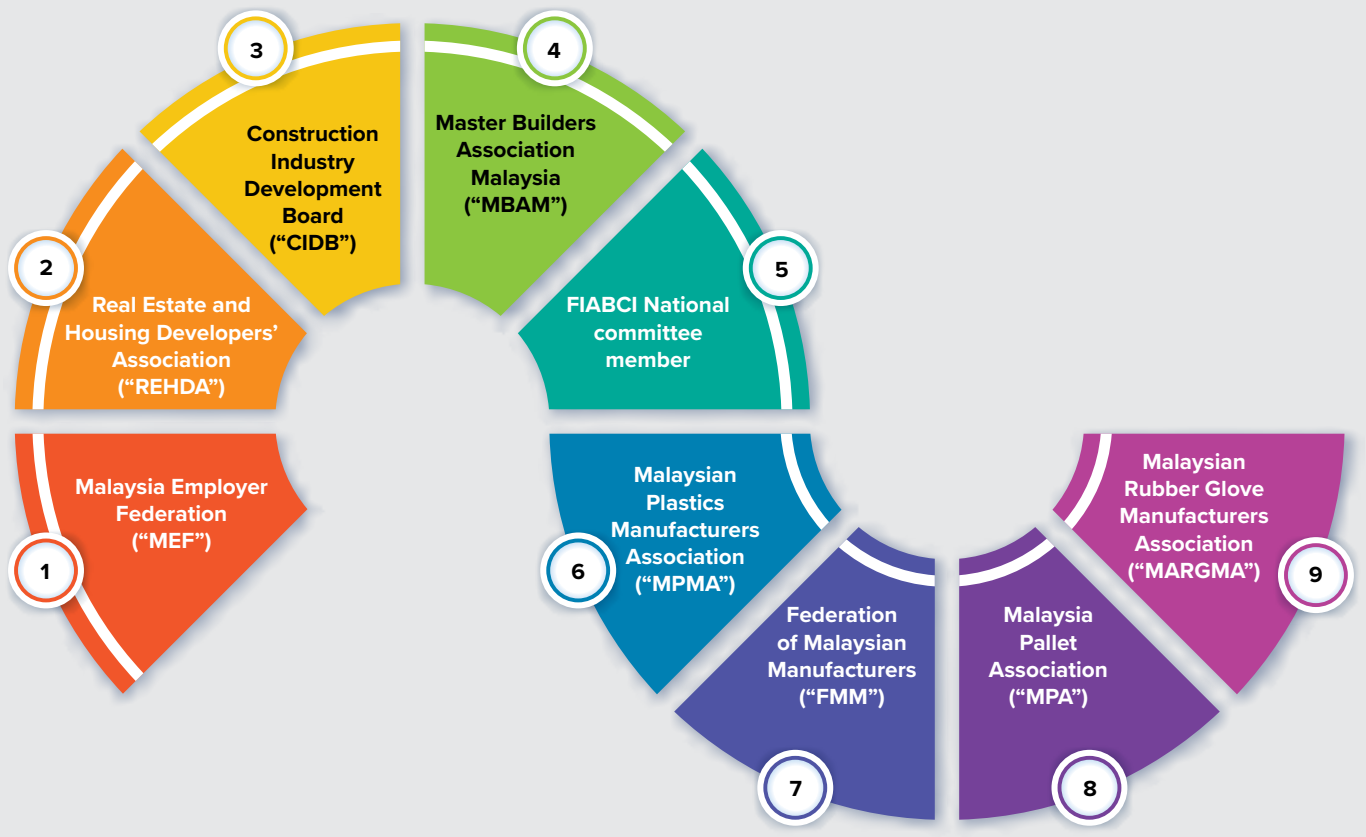 1
Malaysia Employer
Federation
(“MEF”)
2
Real Estate and
Housing Developers’
Association
(“REHDA”)
3
Construction
Industry
Development
Board
(“CIDB”)
4
Master Builders
Association
Malaysia
(“MBAM”)
5
FIABCI National
committee
member
6
Malaysian
Plastics
Manufacturers
Association
(“MPMA”)
7
Federation
of Malaysian
Manufacturers
(“FMM”)
8
Malaysia
Pallet
Association
(“MPA”)
9
Malaysian
Rubber Glove
Manufacturers
Association
(“MARGMA”)